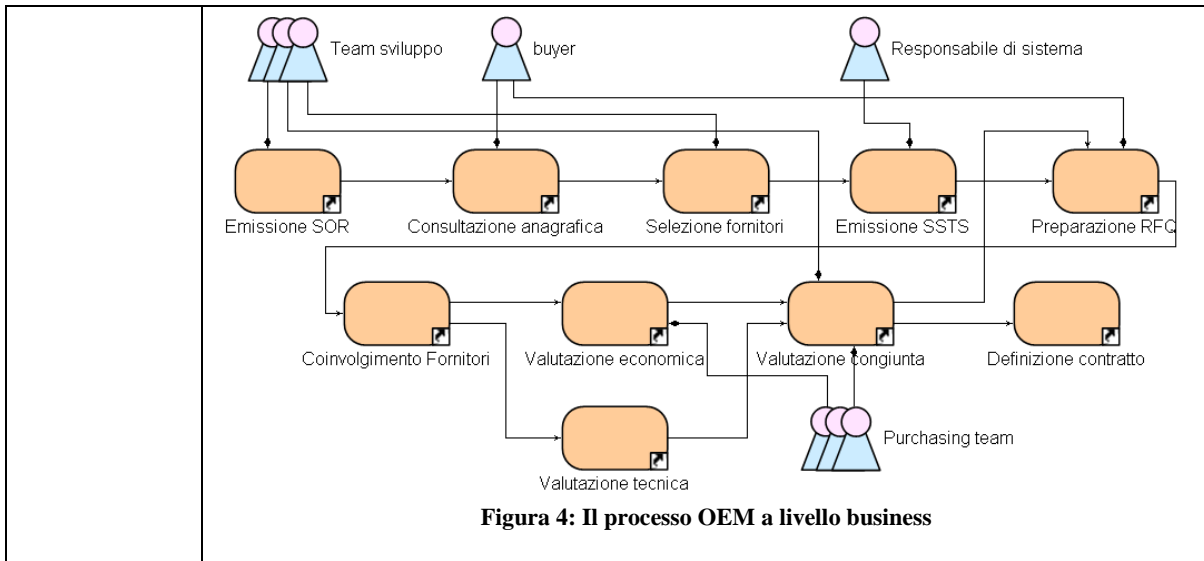 Team sviluppo
buyer
Responsabile di sistema
Emissione SOR
Consultazione anagrafica
Selezione fornitori
Emissione SSTS
Preparazione RFQ
Coinvolgimento Fornitori
Valutazione economica
Valutazione congiunta
Definizione contratto
Purchasing team
Valutazione tecnica
Figura 4: Il processo OEM a livello business